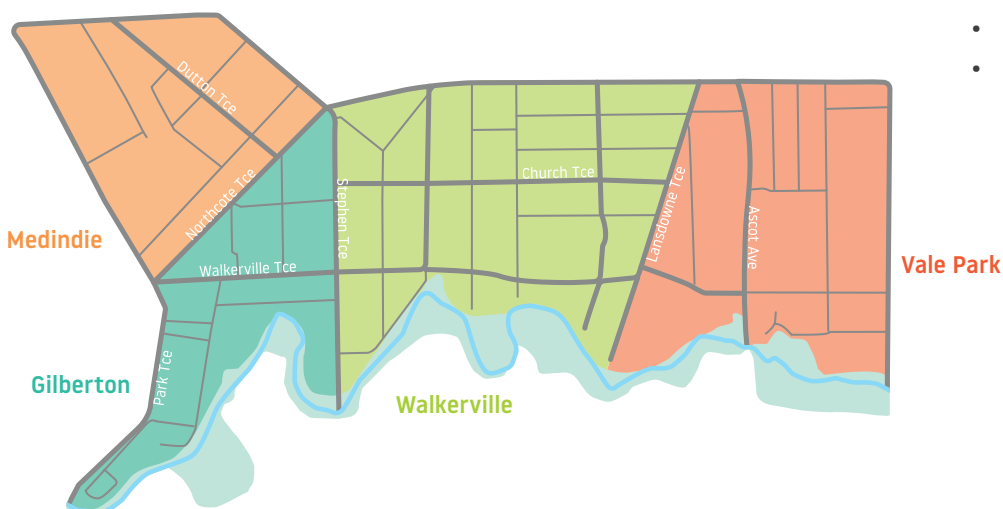 Dutton Tce
Northcote Tce
Stephen Tce
Church Tce
Lansdowne Tce
Ascot Ave
Medindie
Walkerville Tce
Vale Park
Park Tce
Gilberton
Walkerville